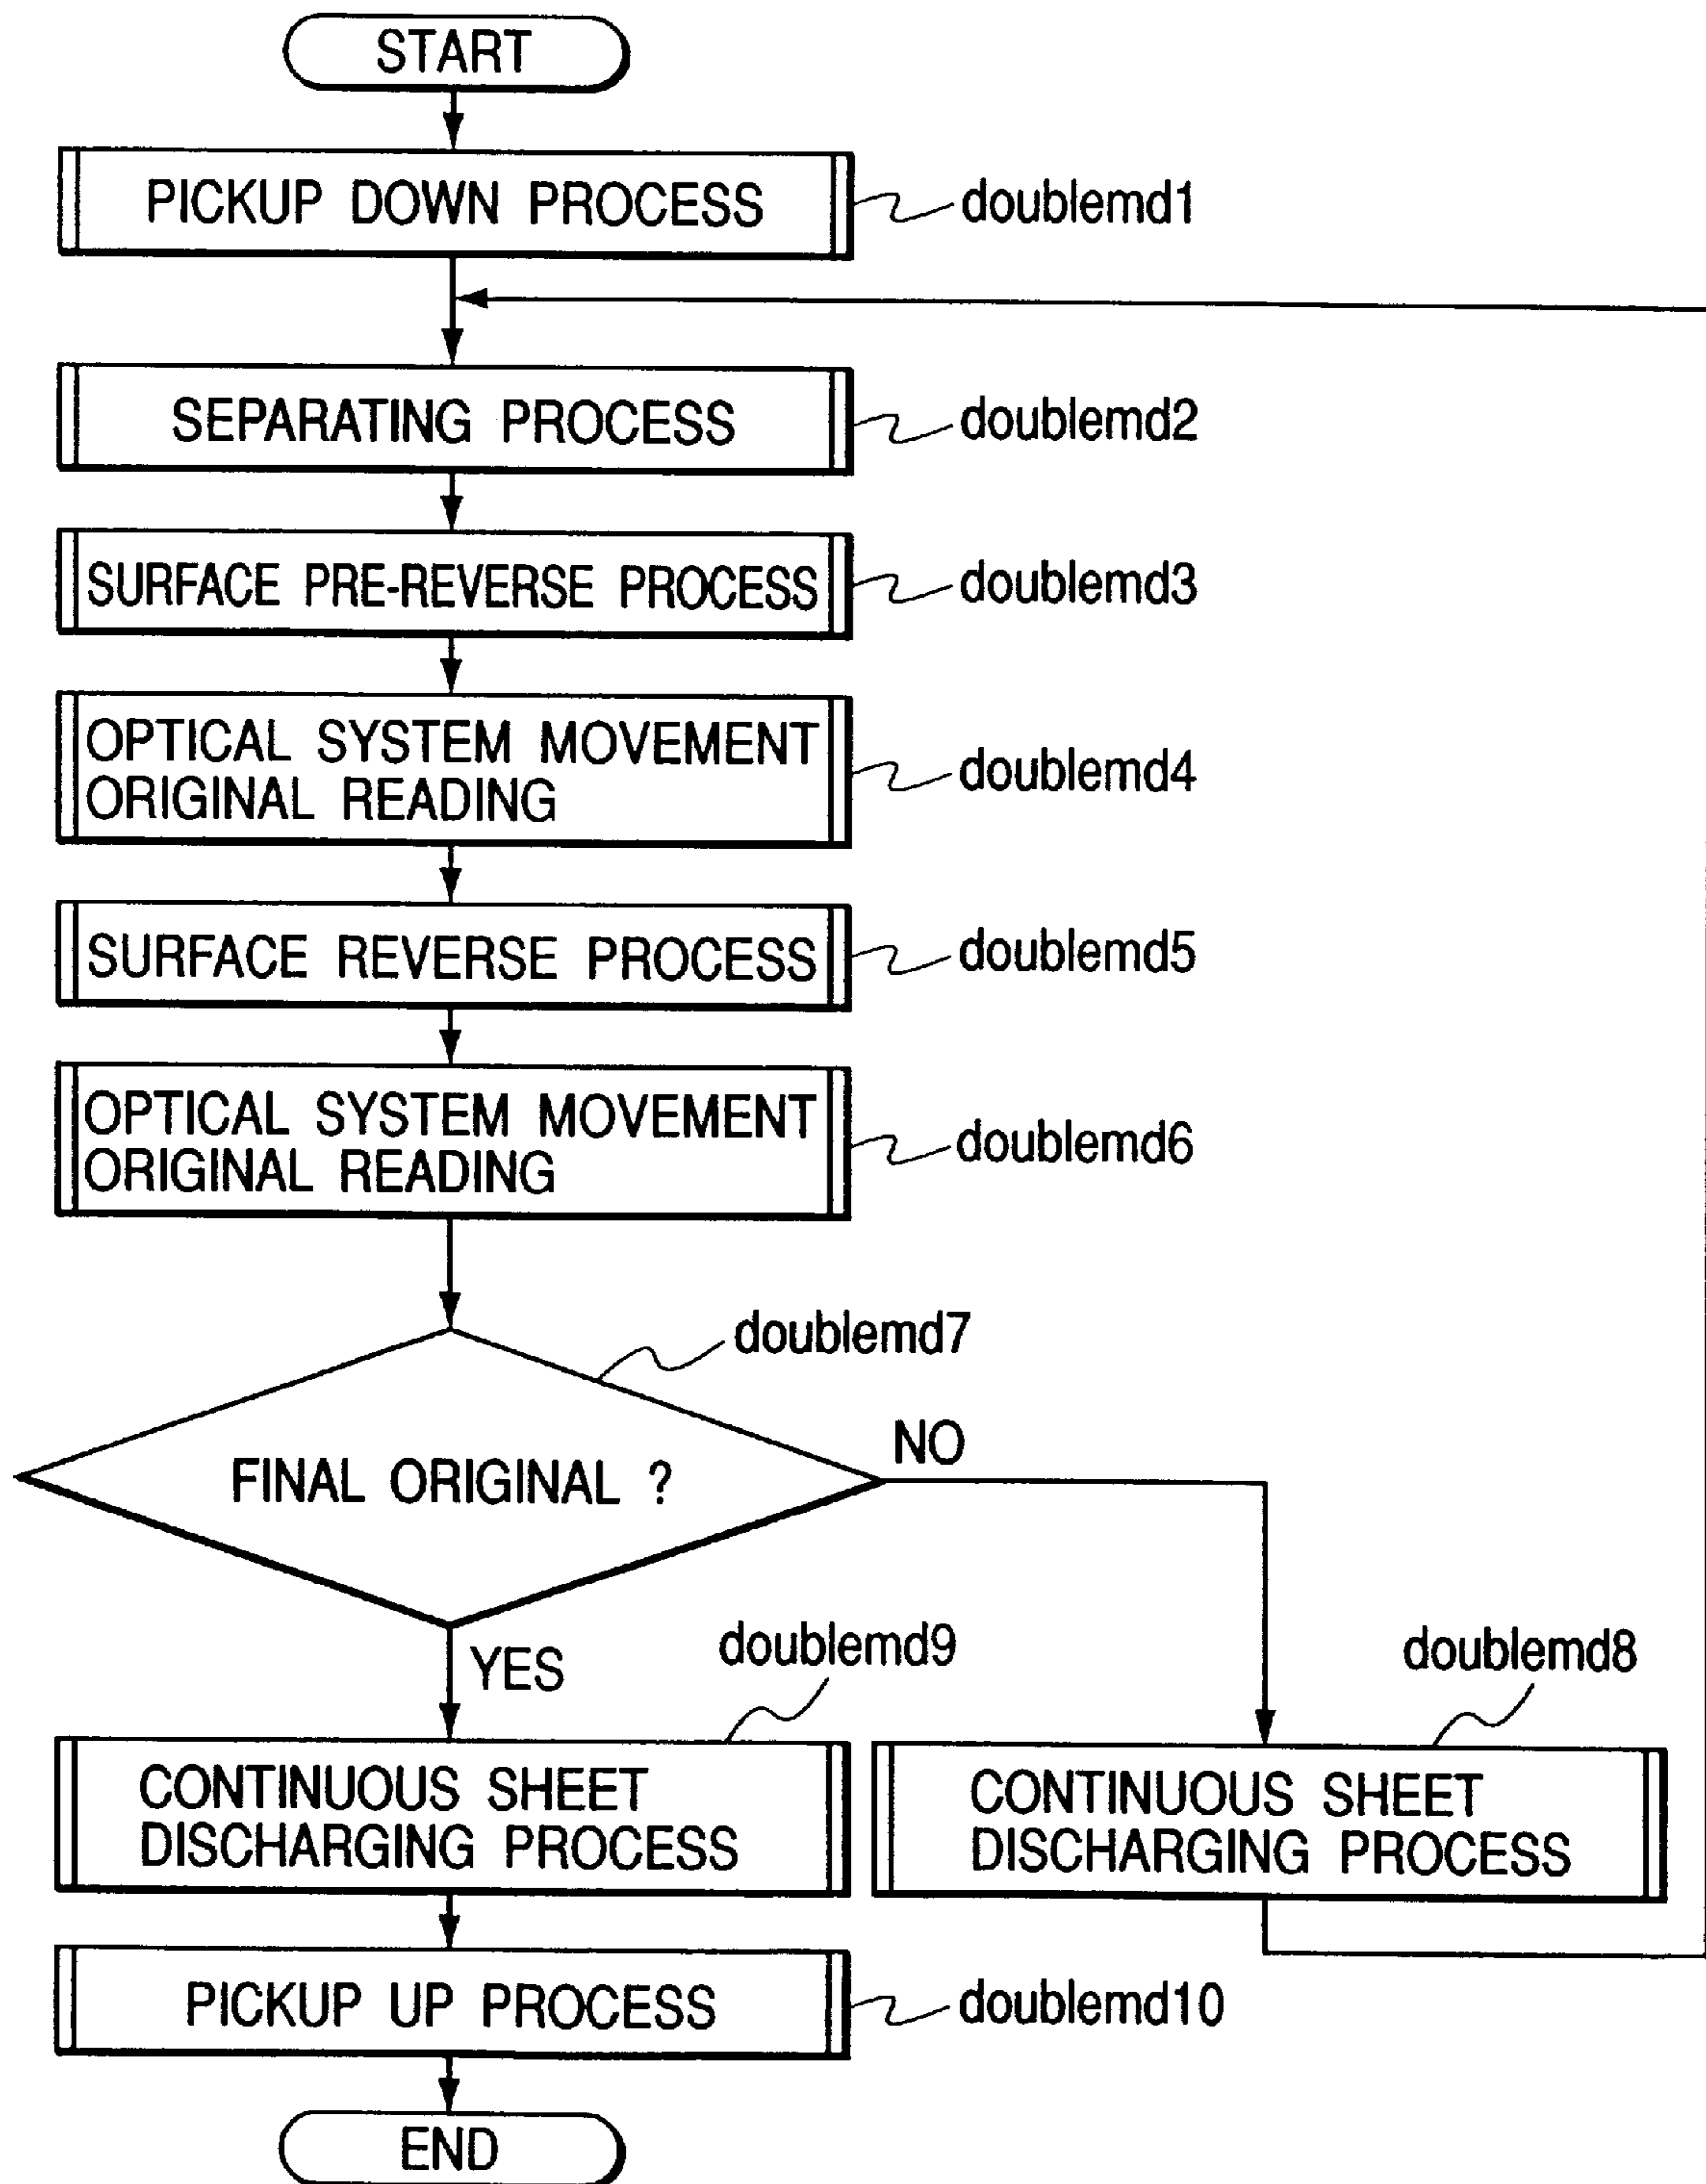 START
PICKUP DOWN PROCESS
doublemd1
SEPARATING PROCESS
doublemd2
SURFACE PRE-REVERSE PROCESS
doublemd3
OPTICAL SYSTEM MOVEMENT
ORIGINAL READING
doublemd4
SURFACE REVERSE PROCESS
doublemd5
OPTICAL SYSTEM MOVEMENT
ORIGINAL READING
doublemd6
doublemd7
FINAL ORIGINAL ?
NO
YES
doublemd9
doublemd8
CONTINUOUS SHEET
DISCHARGING PROCESS
CONTINUOUS SHEET
DISCHARGING PROCESS
PICKUP UP PROCESS
doublemd10
END